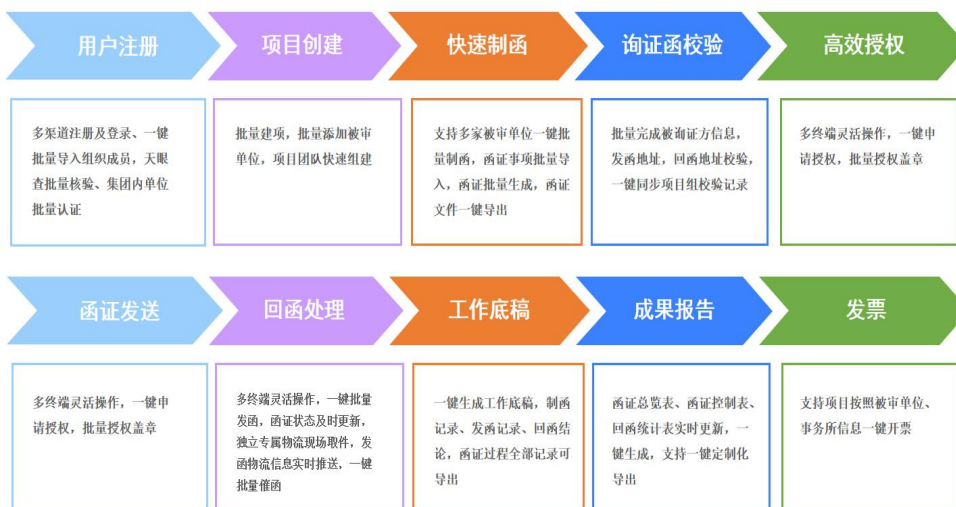 用户注册
项目创建
快速制函
询证函校验
高效授权
多渠道注册及登录、一键
批量导入组织成员，天眼
查批量核验、集团内单位
批量认证
批量建项，批量添加被审
单位，项目团队快速组建
支持多家被审单位一键批
量制函，函证事项批量导
入，函证批量生成，函证
文件一键导出
批量完成被询证方信息，
发函地址，回函地址校验，
一键同步项目组校验记录
多终端灵活操作，一键申
请授权，批量授权盖章
函证发送
回函处理
工作底稿
成果报告
发票
多终端灵活操作，一键申
请授权，批量授权盖章
多终端灵活操作，一键批量
发函，函证状态及时更新，
独立专属物流现场取件，发
函物流信息实时推送，一键
批量催函
一键生成工作底稿，制函
记录、发函记录、回函结
论，函证过程全部记录可
导出
函证总览表、函证控制表、
回函统计表实时更新，一
键生成，支持一键定制化
导出
支持项目按照被审单位、
事务所信息一键开票